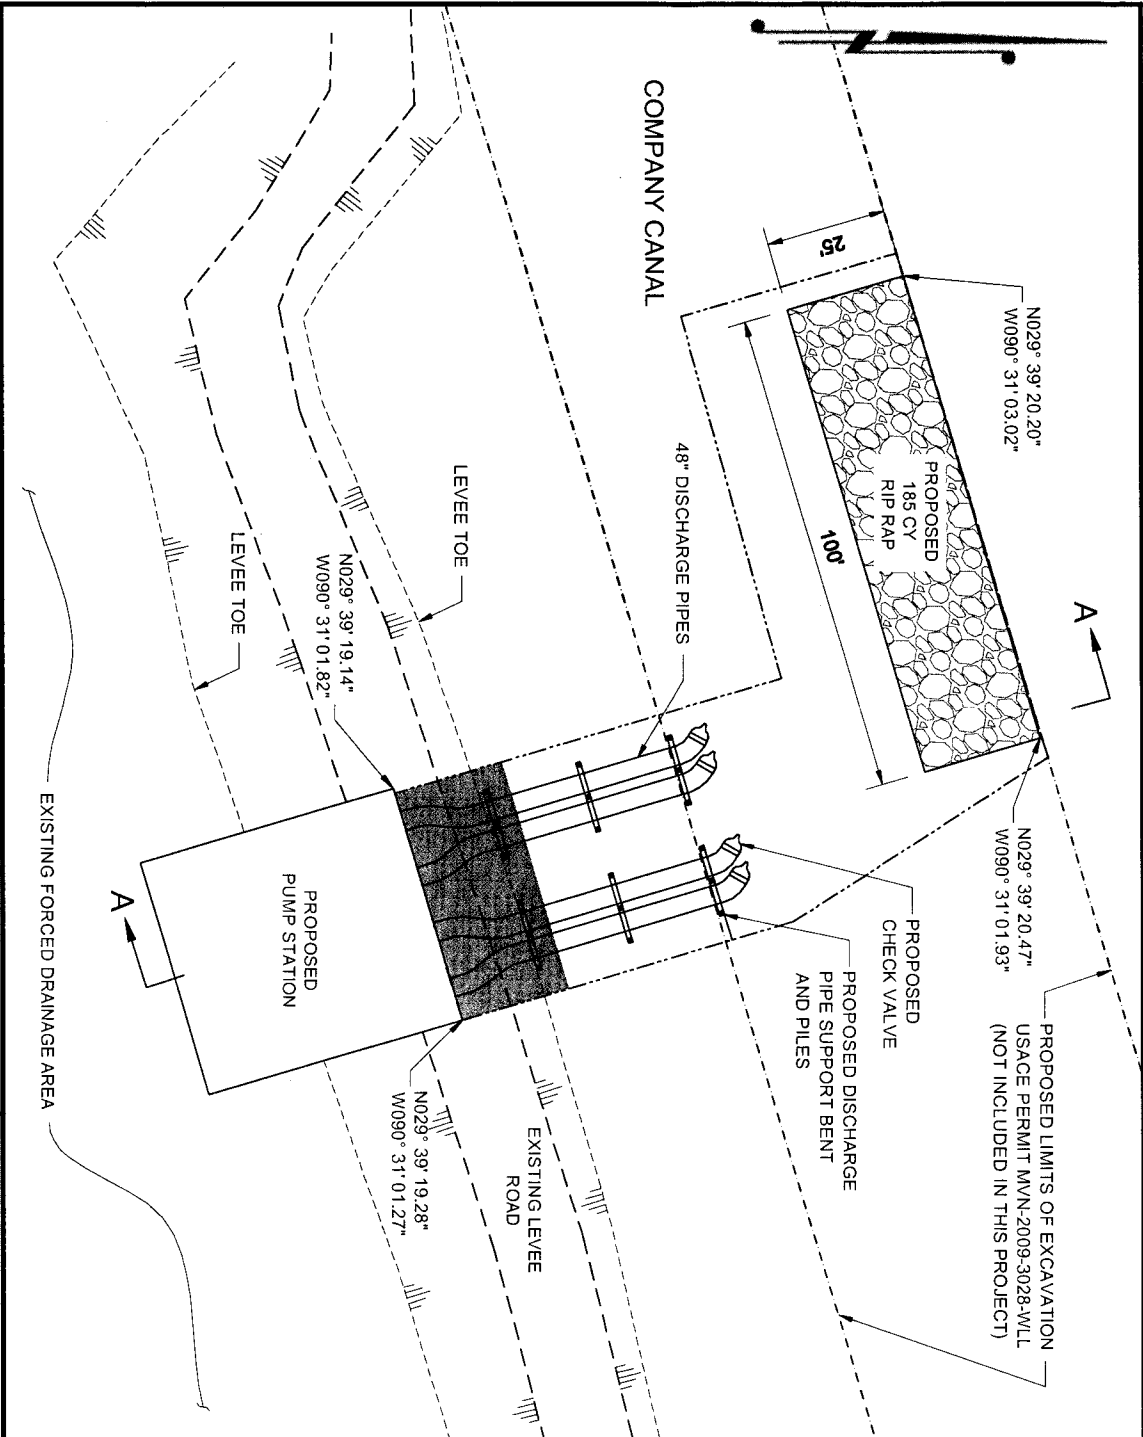 COMPANY CANAL
N029° 39' 20.20"
W090° 31' 03.02"
25'
PROPOSED
185 CY
RIP RAP
100'
A
N029° 39' 20.47"
W090° 31' 01.93"
PROPOSED LIMITS OF EXCAVATION
USACE PERMIT MVN-2009-3028-WLL
(NOT INCLUDED IN THIS PROJECT)
48" DISCHARGE PIPES
PROPOSED
CHECK VALVE
PROPOSED DISCHARGE
PIPE SUPPORT BENT
AND PILES
LEVEE TOE
LEVEE TOE
N029° 39' 19.14"
W090° 31' 01.82"
EXISTING LEVEE
ROAD
N029° 39' 19.28"
W090° 31' 01.27"
PROPOSED
PUMP STATION
A
EXISTING FORCED DRAINAGE AREA